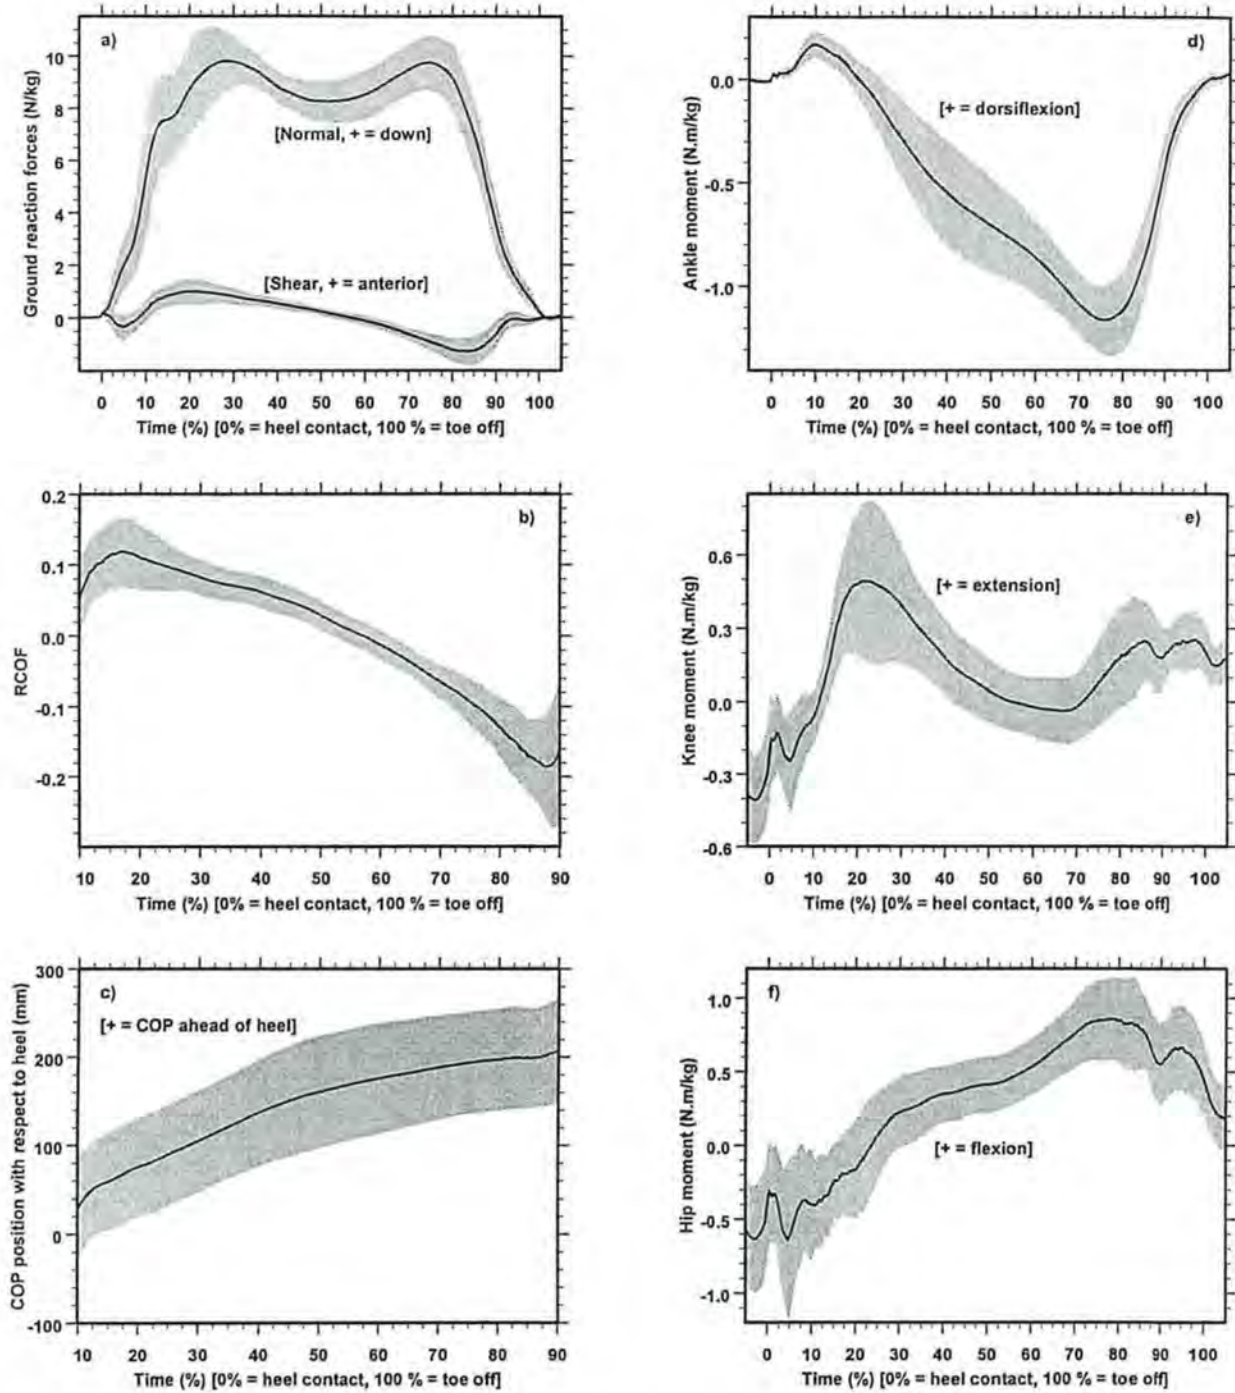 a)
10
8
6
4
2
0
Ground reaction forces (N/kg)
[Normal, + = down]
[Shear, + = anterior]
0 10 20 30 40 50 60 70 80 90 100
Time (%) [0% = heel contact, 100 % = toe off]
b)
0.2
0.1
0.0
-0.1
-0.2
RCOF
10 20 30 40 50 60 70 80 90
Time (%) [0% = heel contact, 100 % = toe off]
c)
[+ = COP ahead of heel]
300
200
100
0
-100
COP position with respect to heel (mm)
10 20 30 40 50 60 70 80 90
Time (%) [0% = heel contact, 100 % = toe off]
d)
0.0
-0.5
-1.0
Ankle moment (N.m/kg)
[+ = dorsiflexion]
0 10 20 30 40 50 60 70 80 90 100
Time (%) [0% = heel contact, 100 % = toe off]
e)
0.6
0.3
0.0
-0.3
-0.6
Knee moment (N.m/kg)
[+ = extension]
0 10 20 30 40 50 60 70 80 90 100
Time (%) [0% = heel contact, 100 % = toe off]
f)
1.0
0.5
0.0
-0.5
-1.0
Hip moment (N.m/kg)
[+ = flexion]
0 10 20 30 40 50 60 70 80 90 100
Time (%) [0% = heel contact, 100 % = toe off]